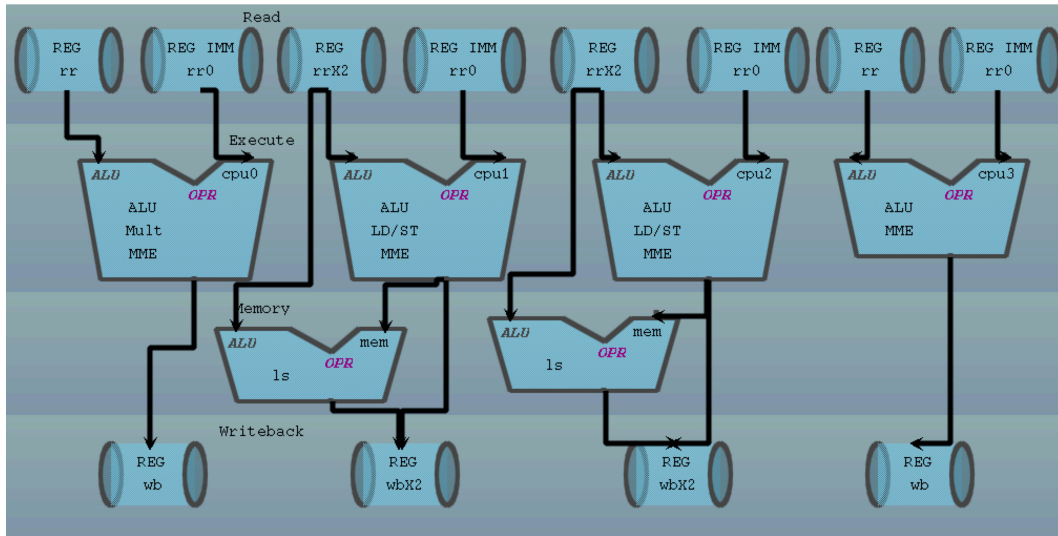 Read
REG
rr
REG IMM
rr0
REG
rrX2
REG IMM
rr0
REG
rrX2
REG IMM
rr0
REG
rr
REG IMM
rr0
Execute
ALU
cpu0
OPR
ALU
Mult
MME
ALU
cpu1
OPR
ALU
LD/ST
MME
ALU
cpu2
OPR
ALU
LD/ST
MME
ALU
cpu3
OPR
ALU
MME
Memory
ALU
mem
OPR
ls
ALU
mem
OPR
ls
Writeback
REG
wb
REG
wbX2
REG
wbX2
REG
wb